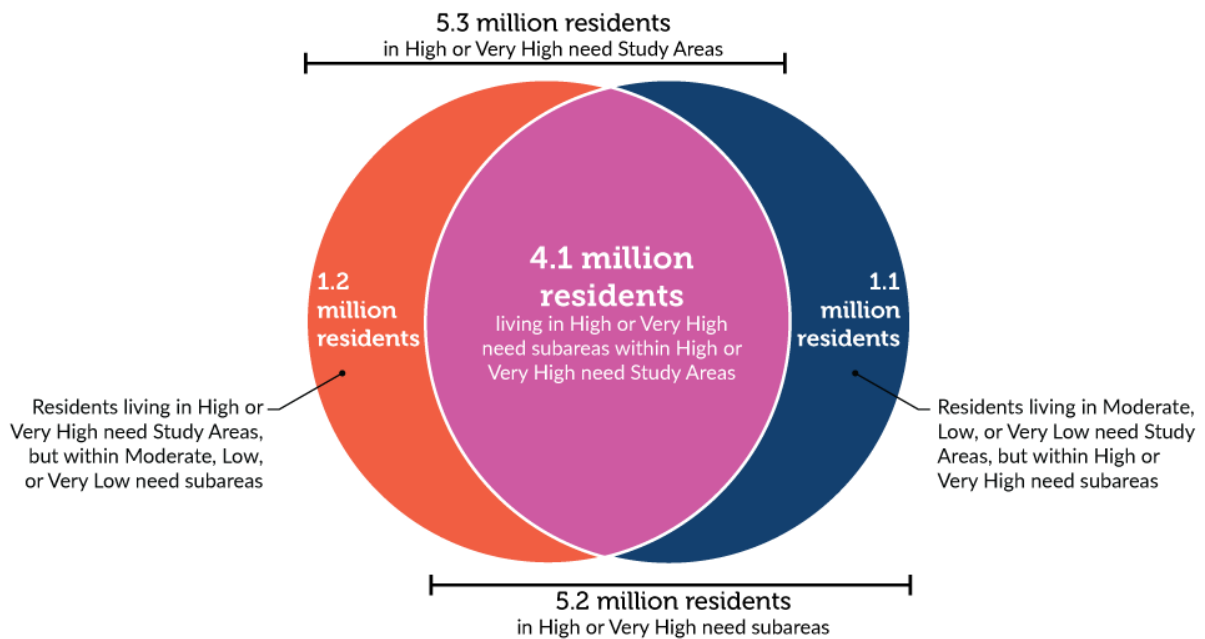 5.3 million residents
in High or Very High need Study Areas
1.2
million
residents
4.1 million
residents
living in High or Very High
need subareas within High or
Very High need Study Areas
1.1
million
residents
Residents living in High or
Very High need Study Areas,
but within Moderate, Low,
or Very Low need subareas
Residents living in Moderate,
Low, or Very Low need Study
Areas, but within High or
Very High need subareas
5.2 million residents
in High or Very High need subareas